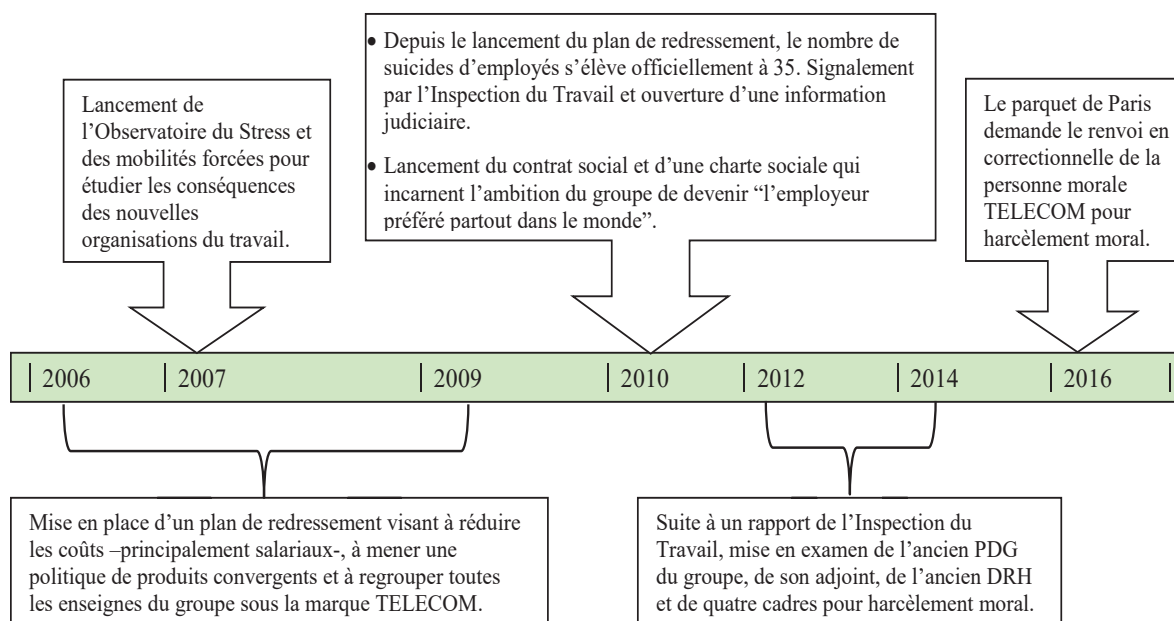 • Depuis le lancement du plan de redressement, le nombre de
suicides d’employés s’élève officiellement à 35. Signalement
par l’Inspection du Travail et ouverture d’une information
judiciaire.
• Lancement du contrat social et d’une charte sociale qui
incarnent l’ambition du groupe de devenir “l’employeur
préféré partout dans le monde”.
Lancement de
l’Observatoire du Stress et
des mobilités forcées pour
étudier les conséquences
des nouvelles
organisations du travail.
Le parquet de Paris
demande le renvoi en
correctionnelle de la
personne morale
TELECOM pour
harcèlement moral.
2006 2007 2009 2010 2012 2014 2016
Mise en place d’un plan de redressement visant à réduire
les coûts –principalement salariaux-, à mener une
politique de produits convergents et à regrouper toutes
les enseignes du groupe sous la marque TELECOM.
Suite à un rapport de l’Inspection du
Travail, mise en examen de l’ancien PDG
du groupe, de son adjoint, de l’ancien DRH
et de quatre cadres pour harcèlement moral.